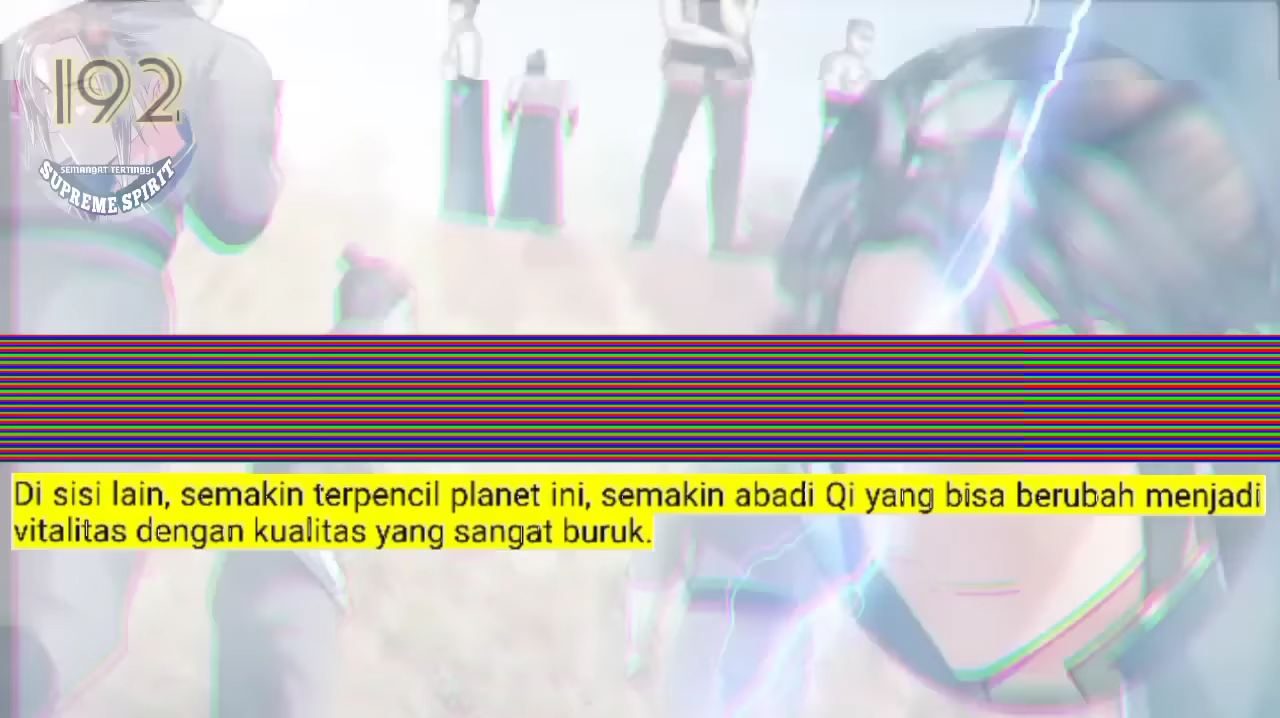 192
SEMANGAT TERTINGGI
SUPREME SPIRIT
Di sisi lain, semakin terpencil planet ini, semakin abadi Qi yang bisa berubah menjadi
vitalitas dengan kualitas yang sangat buruk.